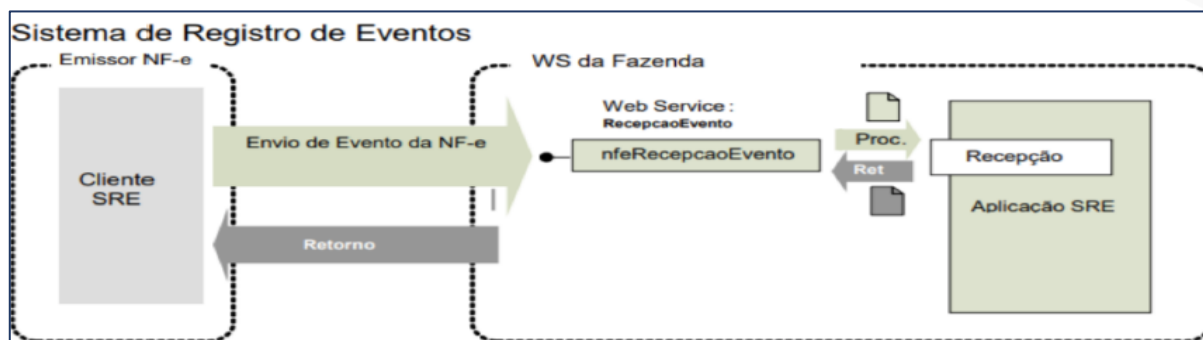 Sistema de Registro de Eventos
Emissor NF-e
WS da Fazenda
Cliente
SRE
Envio de Evento da NF-e
Retorno
Web Service :
RecepcaoEvento
nfeRecepcaoEvento
Proc.
Ret
Recepção
Aplicação SRE